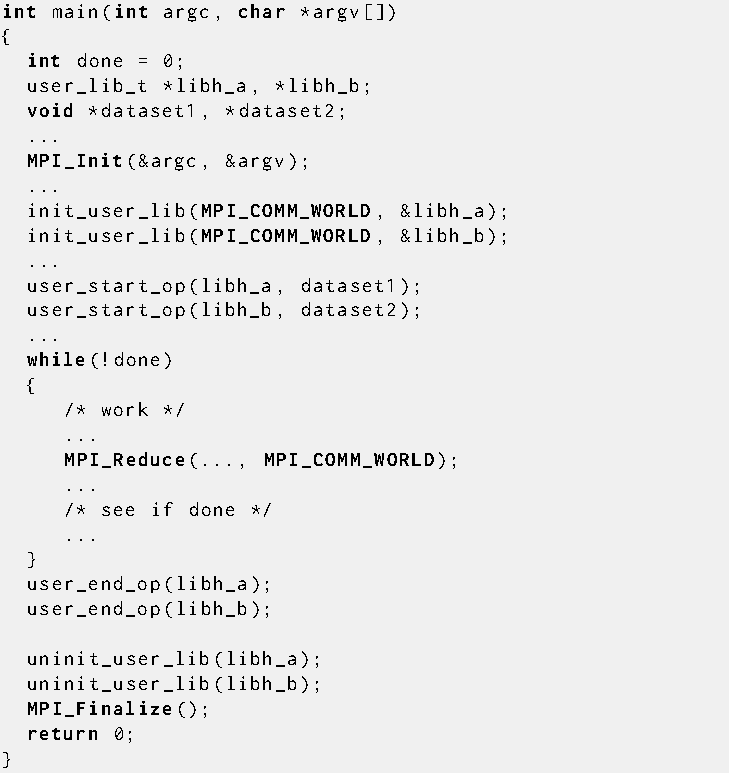 int main(int argc, char *argv[])
{
int done = 0;
user_lib_t *libh_a, *libh_b;
void *dataset1, *dataset2;
...
MPI_Init(&argc, &argv);
...
init_user_lib(MPI_COMM_WORLD, &libh_a);
init_user_lib(MPI_COMM_WORLD, &libh_b);
...
user_start_op(libh_a, dataset1);
user_start_op(libh_b, dataset2);
...
while(!done)
{
/* work */
...
MPI_Reduce(..., MPI_COMM_WORLD);
...
/* see if done */
...
}
user_end_op(libh_a);
user_end_op(libh_b);

uninit_user_lib(libh_a);
uninit_user_lib(libh_b);
MPI_Finalize();
return 0;
}